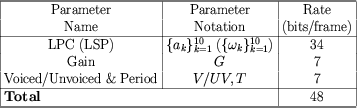 Parameter Parameter Rate
Name Notation (bits/frame)
LPC (LSP) {a_k}_{k=1}^{10} ({ω_k}_{k=1}^{10}) 34
Gain G 7
Voiced/Unvoiced & Period V/UV, T 7
Total 48